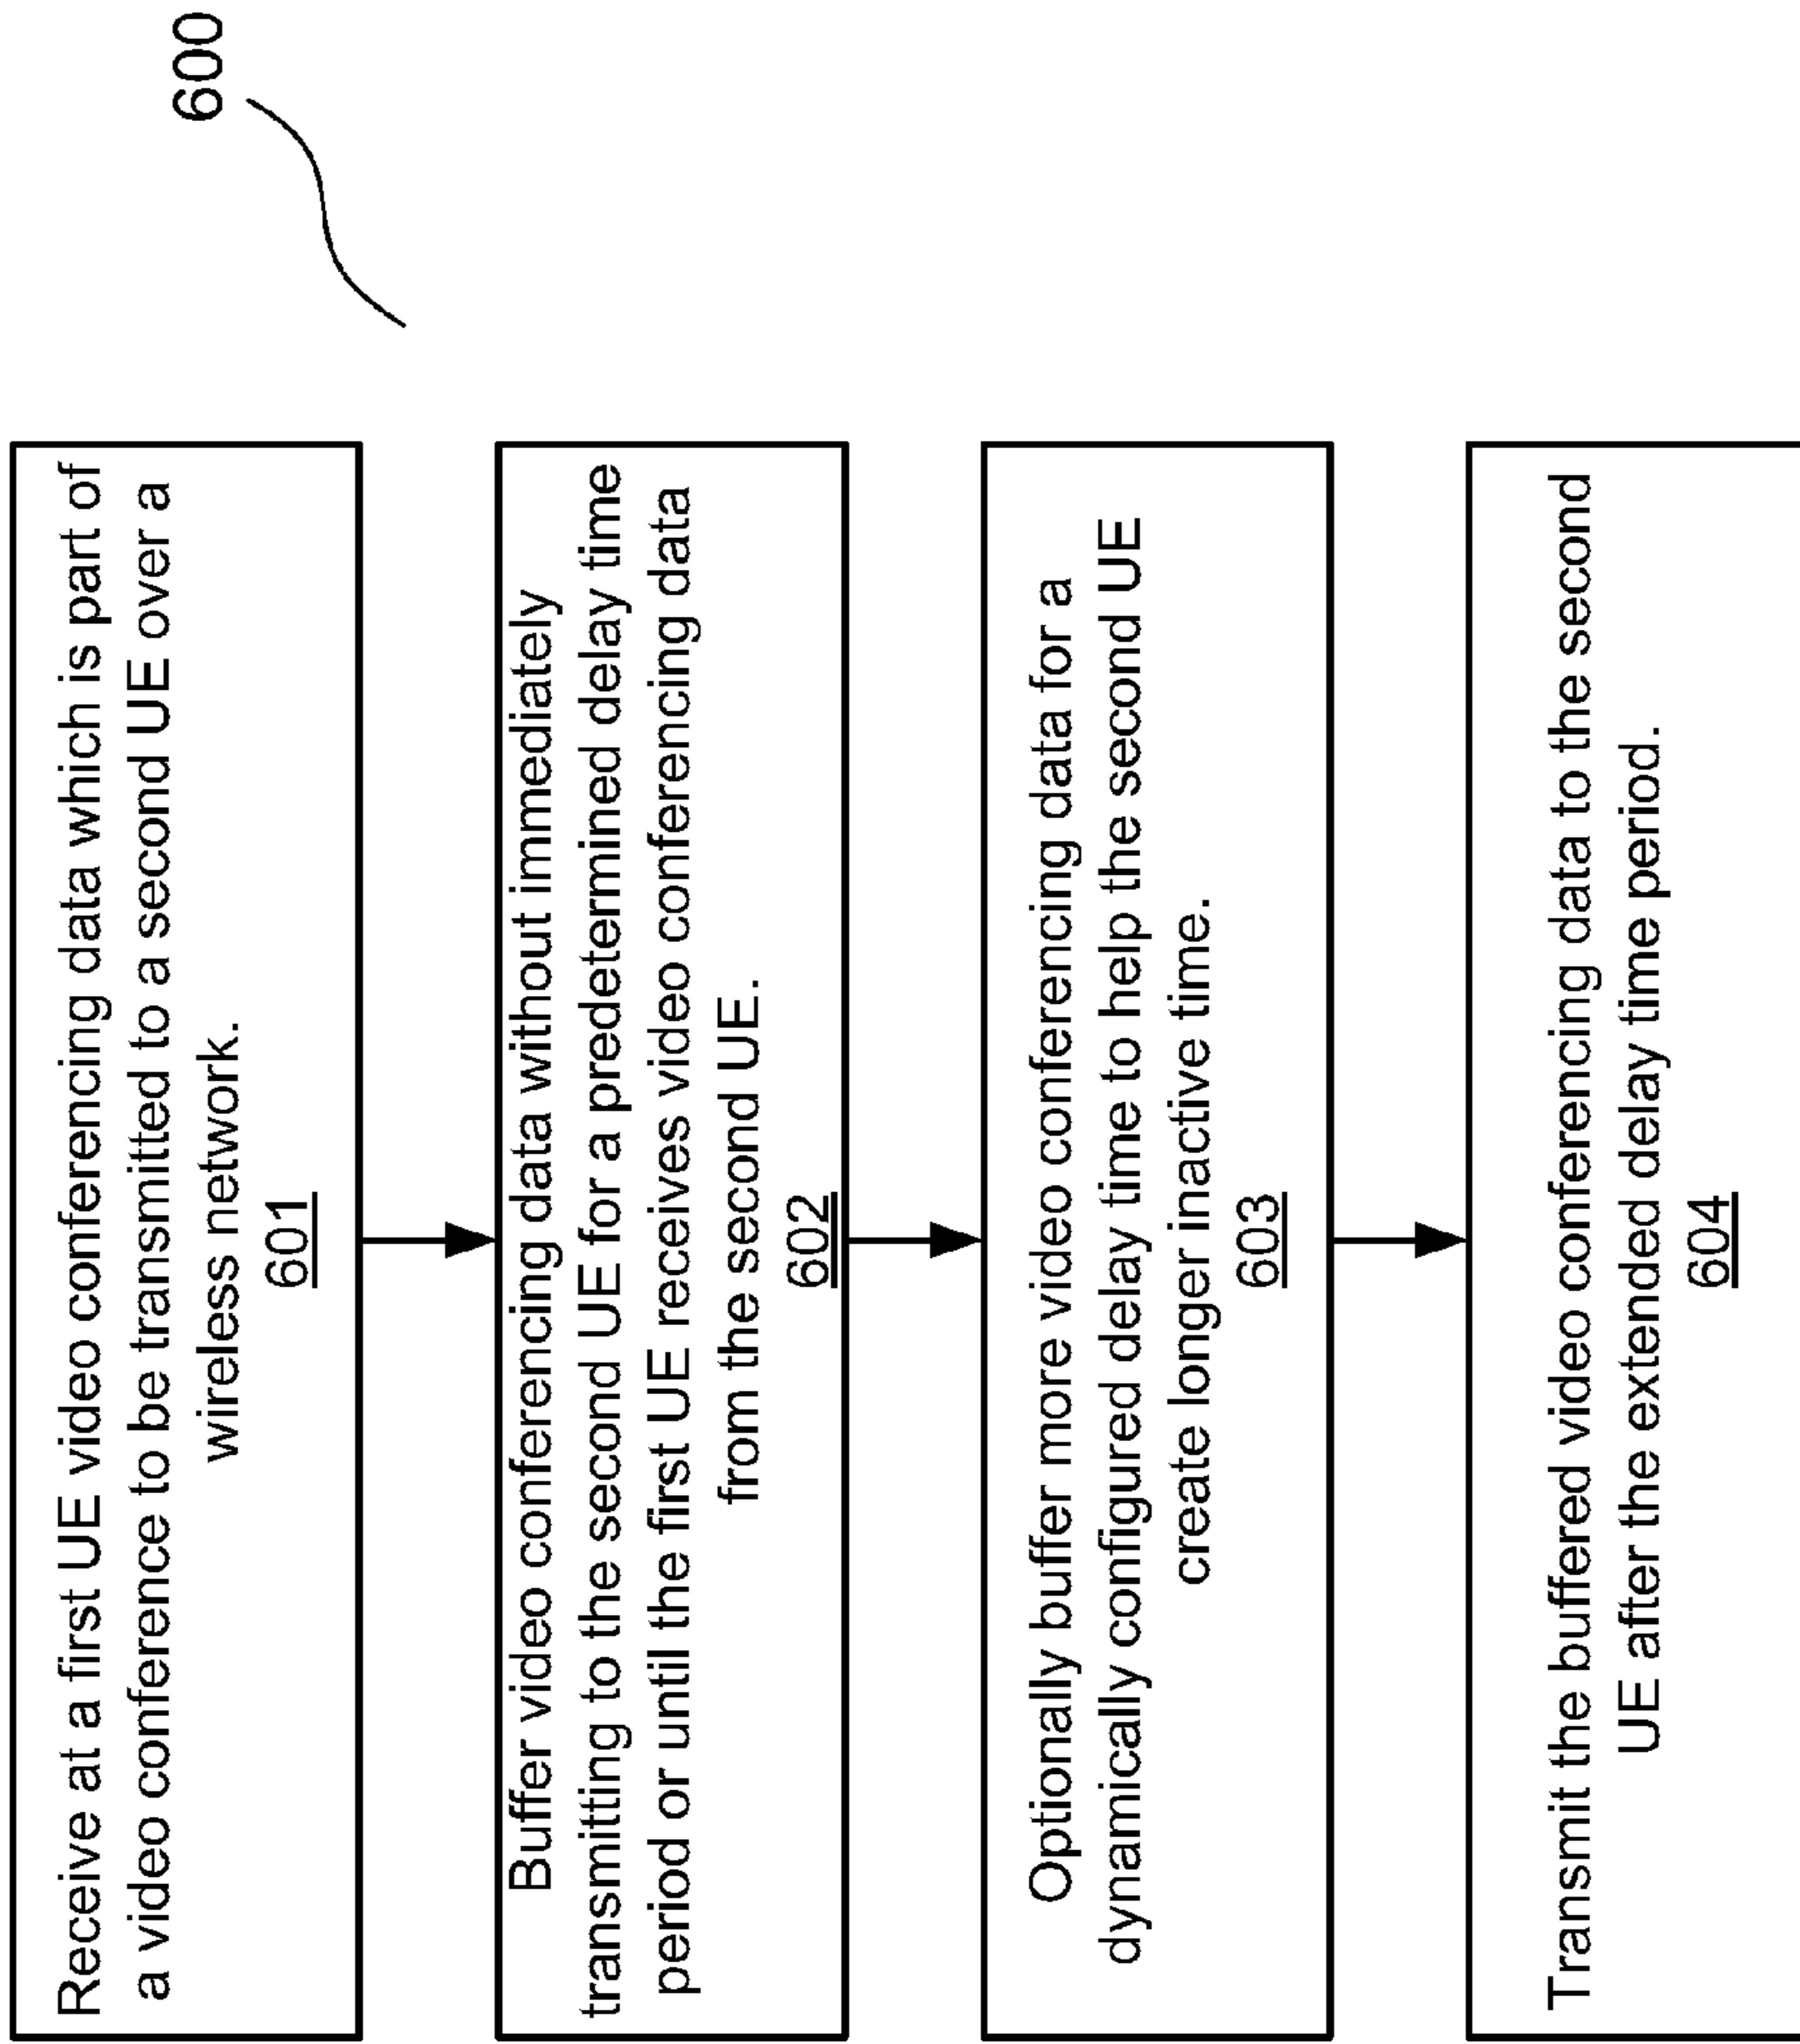 600
Receive at a first UE video conferencing data which is part of
a video conference to be transmitted to a second UE over a
wireless network.
601
Buffer video conferencing data without immediately
transmitting to the second UE for a predetermined delay time
period or until the first UE receives video conferencing data
from the second UE.
602
Optionally buffer more video conferencing data for a
dynamically configured delay time to help the second UE
create longer inactive time.
603
Transmit the buffered video conferencing data to the second
UE after the extended delay time period.
604